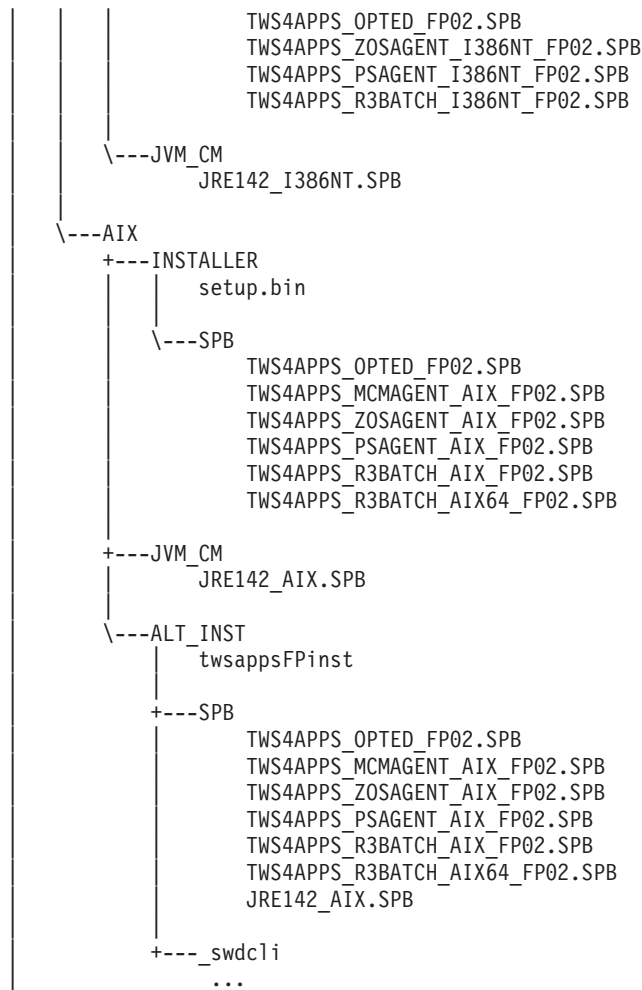 |   |   |           TWS4APPS_OPTED_FP02.SPB
|   |   |           TWS4APPS_ZOSAGENT_I386NT_FP02.SPB
|   |   |           TWS4APPS_PSAGENT_I386NT_FP02.SPB
|   |   |           TWS4APPS_R3BATCH_I386NT_FP02.SPB
|   |   |
|   |   \---JVM_CM
|   |           JRE142_I386NT.SPB
|   |
|   \---AIX
|       +---INSTALLER
|       |   |   setup.bin
|       |   |
|       |   \---SPB
|       |           TWS4APPS_OPTED_FP02.SPB
|       |           TWS4APPS_MCMAGENT_AIX_FP02.SPB
|       |           TWS4APPS_ZOSAGENT_AIX_FP02.SPB
|       |           TWS4APPS_PSAGENT_AIX_FP02.SPB
|       |           TWS4APPS_R3BATCH_AIX_FP02.SPB
|       |           TWS4APPS_R3BATCH_AIX64_FP02.SPB
|       |
|       +---JVM_CM
|       |       JRE142_AIX.SPB
|       |
|       \---ALT_INST
|           |   twsappsFPinst
|           |
|           +---SPB
|           |       TWS4APPS_OPTED_FP02.SPB
|           |       TWS4APPS_MCMAGENT_AIX_FP02.SPB
|           |       TWS4APPS_ZOSAGENT_AIX_FP02.SPB
|           |       TWS4APPS_PSAGENT_AIX_FP02.SPB
|           |       TWS4APPS_R3BATCH_AIX_FP02.SPB
|           |       TWS4APPS_R3BATCH_AIX64_FP02.SPB
|           |       JRE142_AIX.SPB
|           |
|           +---_swdcli
|                ...